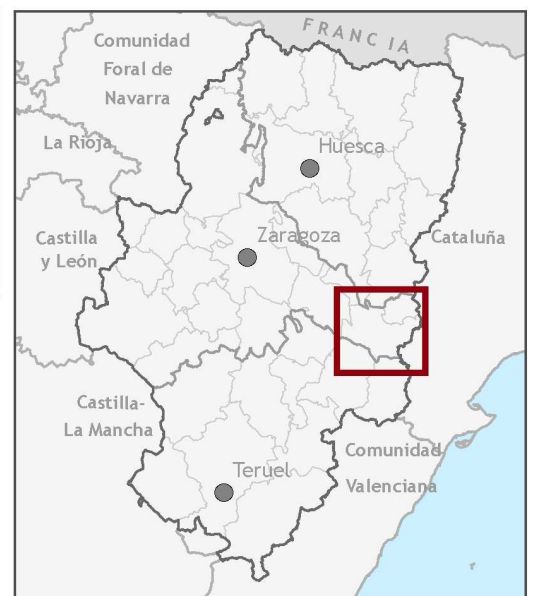 FRANCIA
Comunidad
Foral de
Navarra
La Rioja
Huesca
Castilla
y León
Zaragoza
Cataluña
Castilla-
La Mancha
Teruel
Comunidad
Valenciana